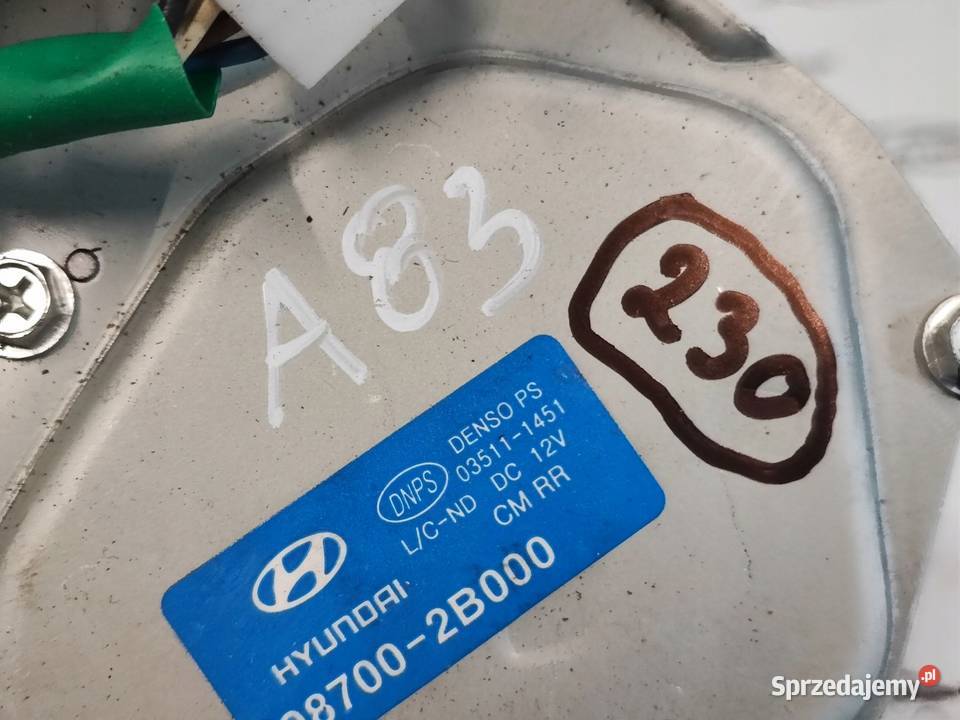 A83
230
DENSO PS
DNPS
03511-1451
L/C-ND DC 12V
CM RR
HYUNDAI
98700-2B000
Sprzedajemy.pl